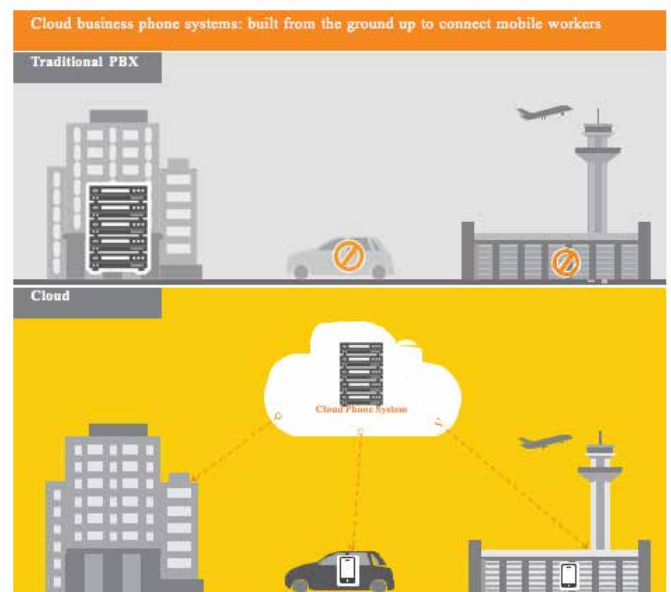 Cloud business phone systems: built from the ground up to connect mobile workers
Traditional PBX
Cloud
Cloud Phone System